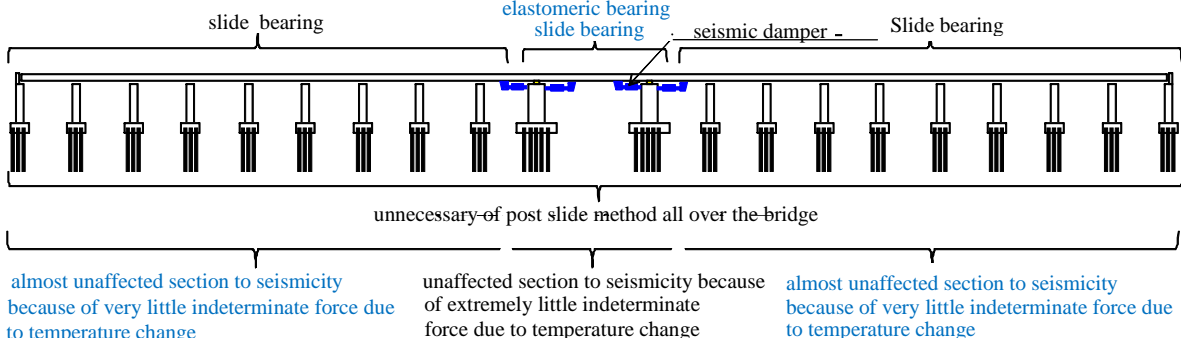 slide bearing
elastomeric bearing
slide bearing
seismic damper
Slide bearing
unnecessary of post slide method all over the bridge
almost unaffected section to seismicity
because of very little indeterminate force due
to temperature change
unaffected section to seismicity because
of extremely little indeterminate
force due to temperature change
almost unaffected section to seismicity
because of very little indeterminate force due
to temperature change